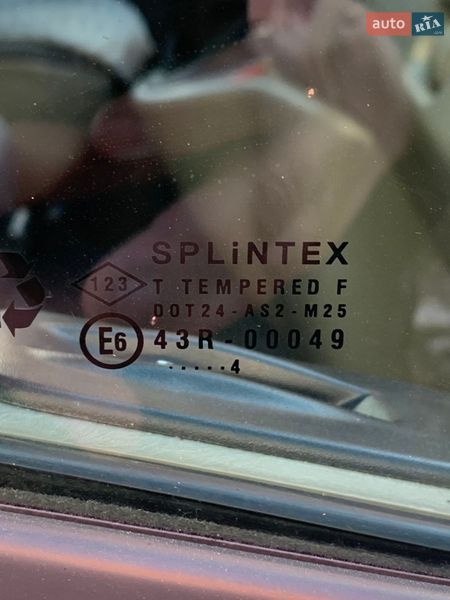 auto RIA
SPLiNTEX
123 T TEMPERED F
DOT24-AS2-M25
E6 43R-00049
.....4